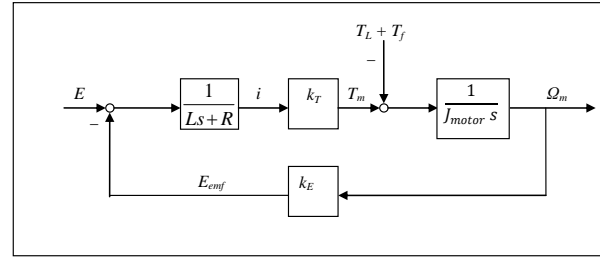 T_L + T_f
−
E
1
Ls+R
i
k_T
T_m
1
J_motor s
Ω_m
−
E_emf
k_E